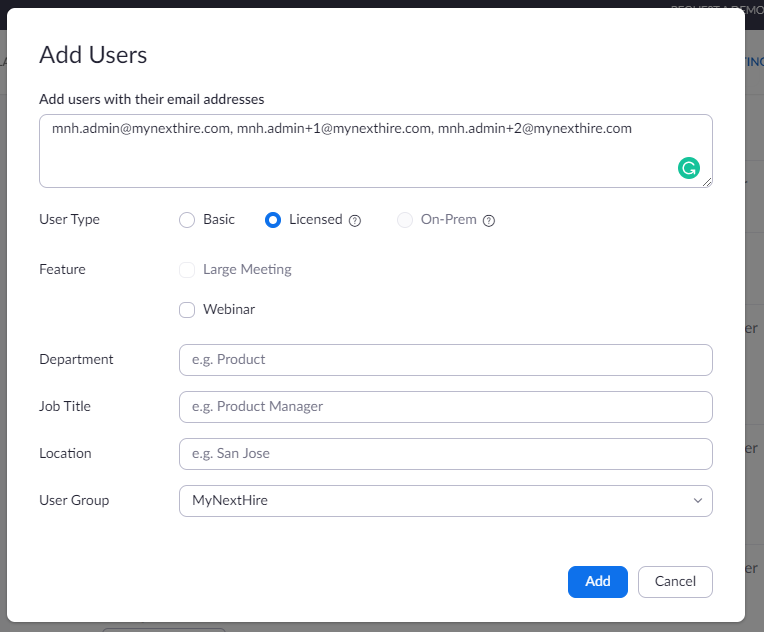 Add Users
Add users with their email addresses
mnh.admin@mynexthire.com, mnh.admin+1@mynexthire.com, mnh.admin+2@mynexthire.com
User Type Basic Licensed On-Prem
Feature Large Meeting
Webinar
Department e.g. Product
Job Title e.g. Product Manager
Location e.g. San Jose
User Group MyNextHire
Add Cancel